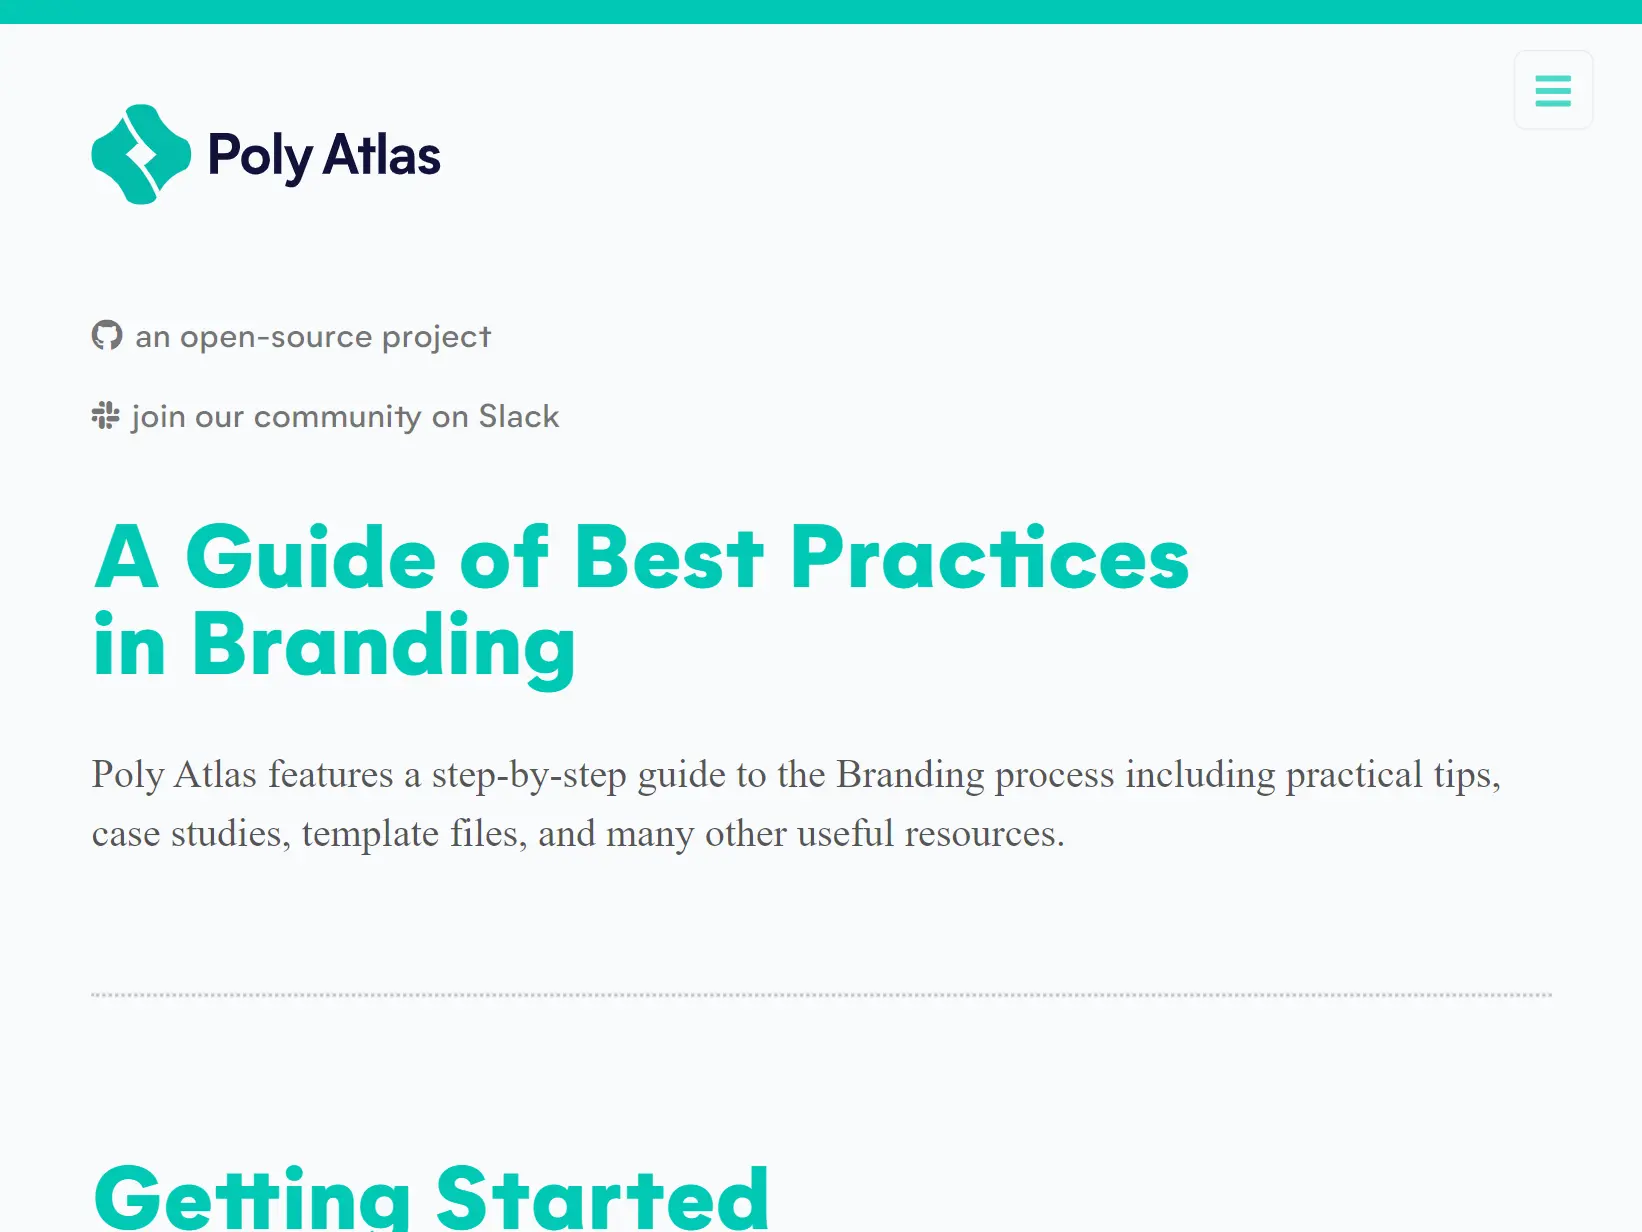 Poly Atlas
an open-source project
join our community on Slack
A Guide of Best Practices
in Branding
Poly Atlas features a step-by-step guide to the Branding process including practical tips,
case studies, template files, and many other useful resources.
Getting Started